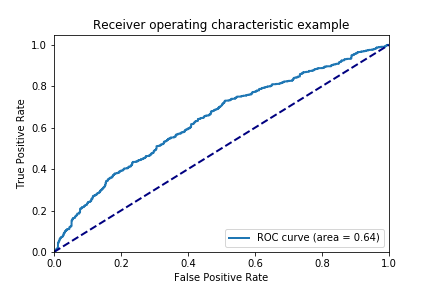 Receiver operating characteristic example
1.0
0.8
0.6
0.4
0.2
0.0
True Positive Rate
ROC curve (area = 0.64)
0.0 0.2 0.4 0.6 0.8 1.0
False Positive Rate